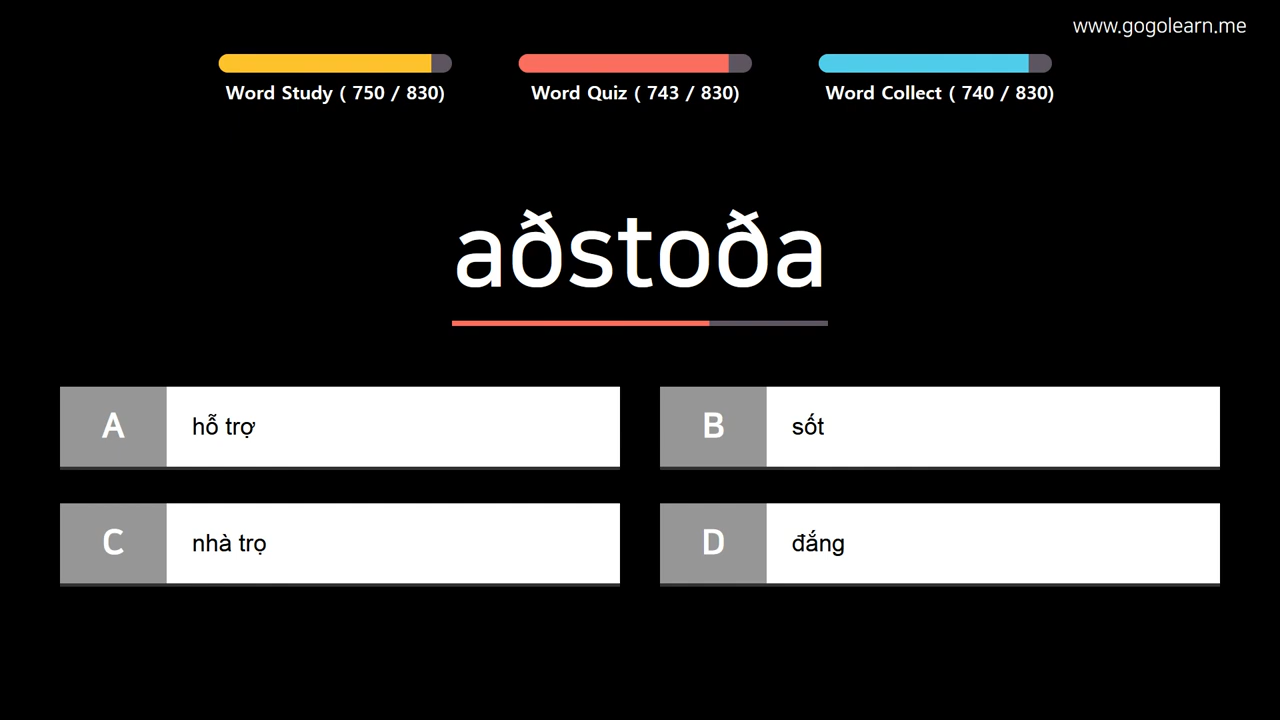 www.gogolearn.me
Word Study ( 750 / 830)
Word Quiz ( 743 / 830)
Word Collect ( 740 / 830)
aðstoða
A hỗ trợ
B sốt
C nhà trọ
D đắng